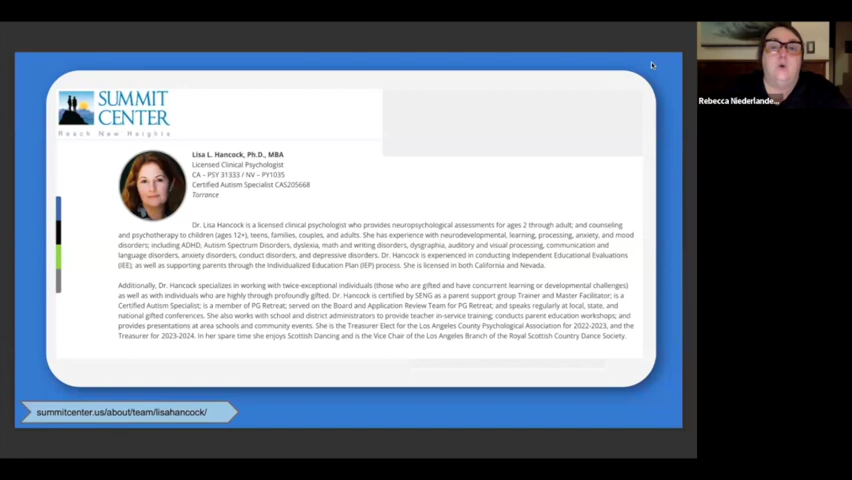 SUMMIT
CENTER
Reach New Heights
Lisa L. Hancock, Ph.D., MBA
Licensed Clinical Psychologist
CA – PSY 31333 / NV – PY1035
Certified Autism Specialist CAS205668
Torrance
Dr. Lisa Hancock is a licensed clinical psychologist who provides neuropsychological assessments for ages 2 through adult; and counseling
and psychotherapy to children (ages 12+), teens, families, couples, and adults. She has experience with neurodevelopmental, learning, processing, anxiety, and mood
disorders; including ADHD, Autism Spectrum Disorders, dyslexia, math and writing disorders, dysgraphia, auditory and visual processing, communication and
language disorders, anxiety disorders, conduct disorders, and depressive disorders. Dr. Hancock is experienced in conducting Independent Educational Evaluations
(IEE); as well as supporting parents through the Individualized Education Plan (IEP) process. She is licensed in both California and Nevada.
Additionally, Dr. Hancock specializes in working with twice-exceptional individuals (those who are gifted and have concurrent learning or developmental challenges)
as well as with individuals who are highly through profoundly gifted. Dr. Hancock is certified by SENG as a parent support group Trainer and Master Facilitator; is a
Certified Autism Specialist; is a member of PG Retreat; served on the Board and Application Review Team for PG Retreat; and speaks regularly at local, state, and
national gifted conferences. She also works with school and district administrators to provide teacher in-service training; conducts parent education workshops; and
provides presentations at area schools and community events. She is the Treasurer Elect for the Los Angeles County Psychological Association for 2022-2023, and the
Treasurer for 2023-2024. In her spare time she enjoys Scottish Dancing and is the Vice Chair of the Los Angeles Branch of the Royal Scottish Country Dance Society.
summitcenter.us/about/team/lisahancock/
Rebecca Niederlande...